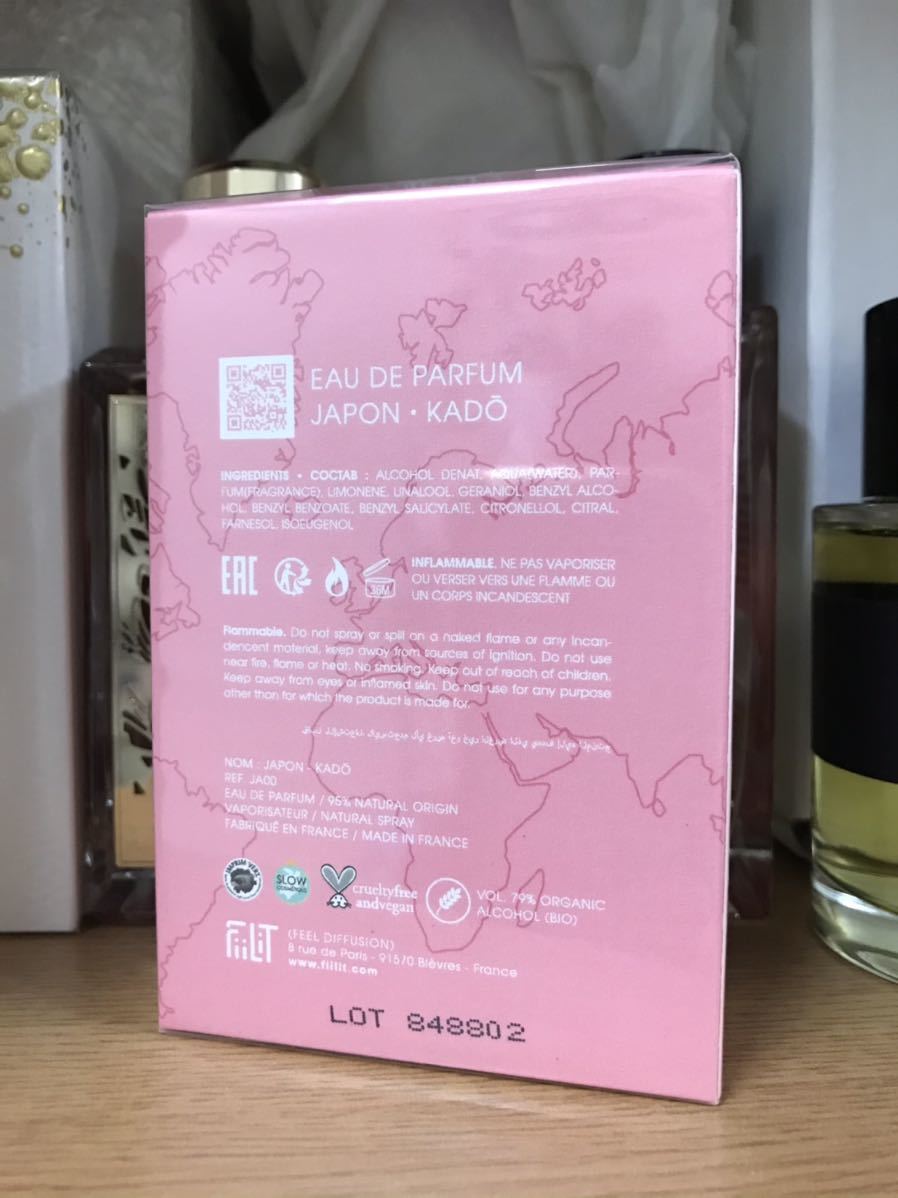 EAU DE PARFUM
JAPON • KADŌ
INGREDIENTS • COCTAB : ALCOHOL DENAT, AQUA(WATER), PAR-
FUM(FRAGRANCE), LIMONENE, LINALOOL, GERANIOL, BENZYL ALCO-
HOL, BENZYL BENZOATE, BENZYL SALICYLATE, CITRONELLOL, CITRAL,
FARNESOL, ISOEUGENOL
EAC
36M
INFLAMMABLE. NE PAS VAPORISER
OU VERSER VERS UNE FLAMME OU
UN CORPS INCANDESCENT
Flammable. Do not spray or spill on a naked flame or any incan-
dencent material, keep away from sources of ignition. Do not use
near fire, flame or heat. No smoking. Keep out of reach of children.
Keep away from eyes or inflamed skin. Do not use for any purpose
other than for which the product is made for.
NOM : JAPON - KADŌ
REF. JA00
EAU DE PARFUM / 95% NATURAL ORIGIN
VAPORISATEUR / NATURAL SPRAY
FABRIQUÉ EN FRANCE / MADE IN FRANCE
IMPRIM'VERT
SLOW
COSMÉTIQUE
crueltyfree
andvegan
VOL. 79% ORGANIC
ALCOHOL (BIO)
FiiLiT
(FEEL DIFFUSION)
8 rue de Paris - 91570 Bièvres - France
www.fiilit.com
LOT 848802